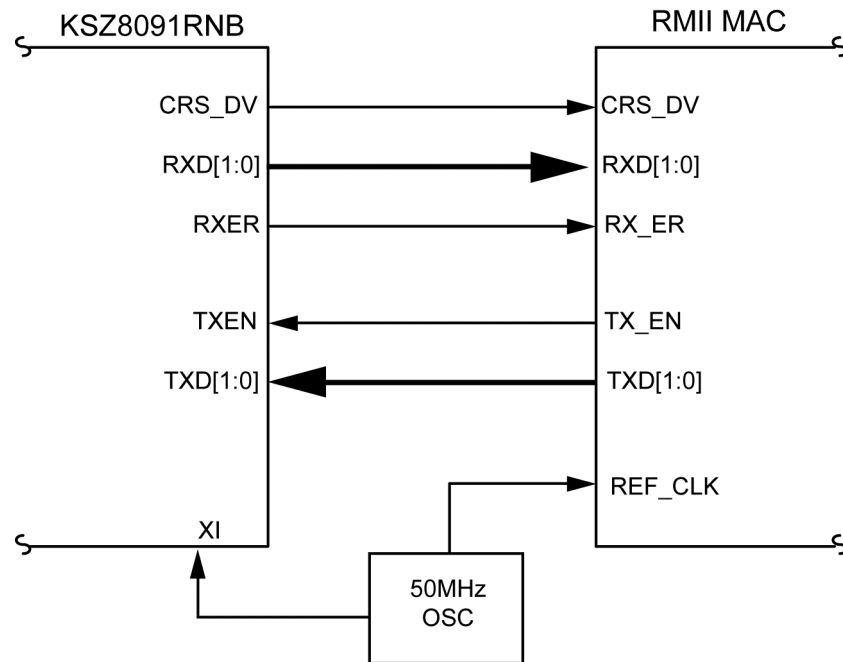 KSZ8091RNB
RMII MAC
CRS_DV
CRS_DV
RXD[1:0]
RXD[1:0]
RXER
RX_ER
TXEN
TX_EN
TXD[1:0]
TXD[1:0]
REF_CLK
XI
50MHz
OSC